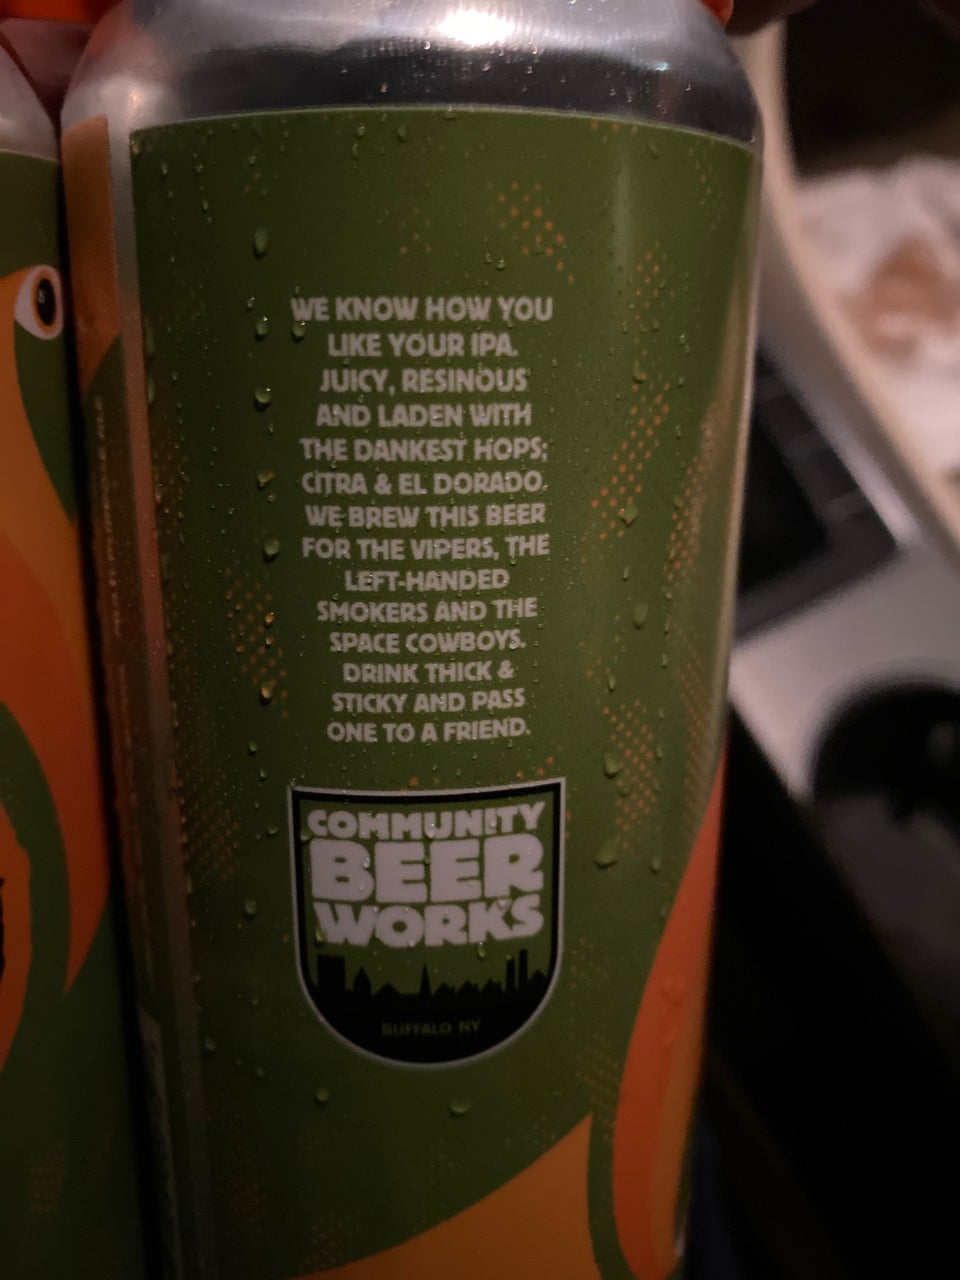 WE KNOW HOW YOU
LIKE YOUR IPA.
JUICY, RESINOUS
AND LADEN WITH
THE DANKEST HOPS;
CITRA & EL DORADO.
WE BREW THIS BEER
FOR THE VIPERS, THE
LEFT-HANDED
SMOKERS AND THE
SPACE COWBOYS.
DRINK THICK &
STICKY AND PASS
ONE TO A FRIEND.
COMMUNITY
BEER
WORKS
BUFFALO, NY